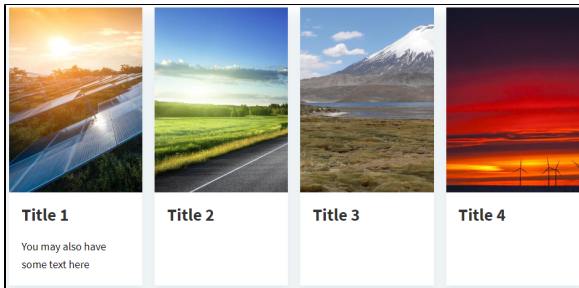 Title 1
Title 2
Title 3
Title 4
You may also have
some text here